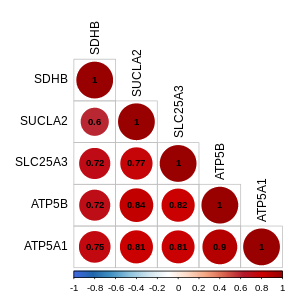 SDHB
SUCLA2
SLC25A3
ATP5B
ATP5A1
SDHB 1
SUCLA2 0.6 1
SLC25A3 0.72 0.77 1
ATP5B 0.72 0.84 0.82 1
ATP5A1 0.75 0.81 0.81 0.9 1
-1 -0.8 -0.6 -0.4 -0.2 0 0.2 0.4 0.6 0.8 1